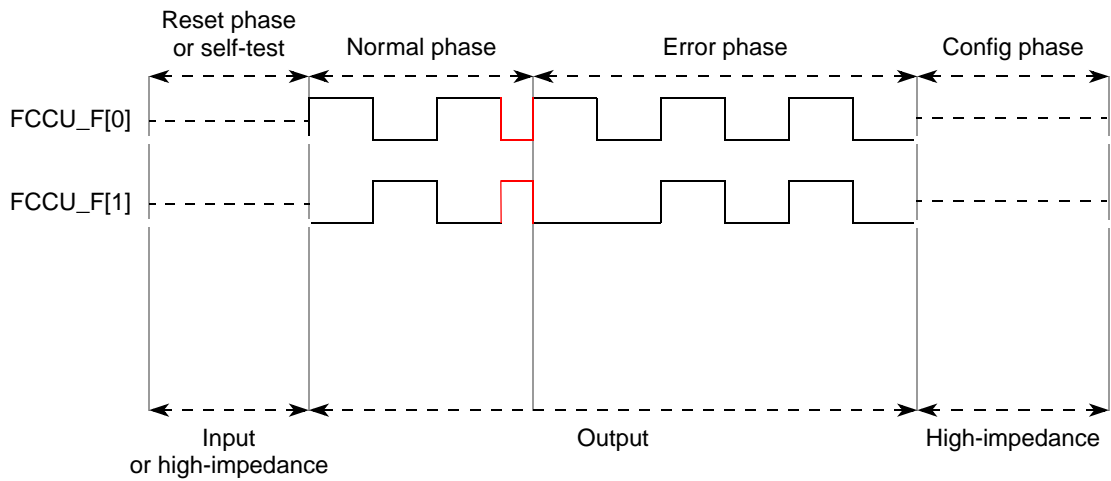 Reset phase
or self-test
Normal phase
Error phase
Config phase
FCCU_F[0]
FCCU_F[1]
Input
or high-impedance
Output
High-impedance